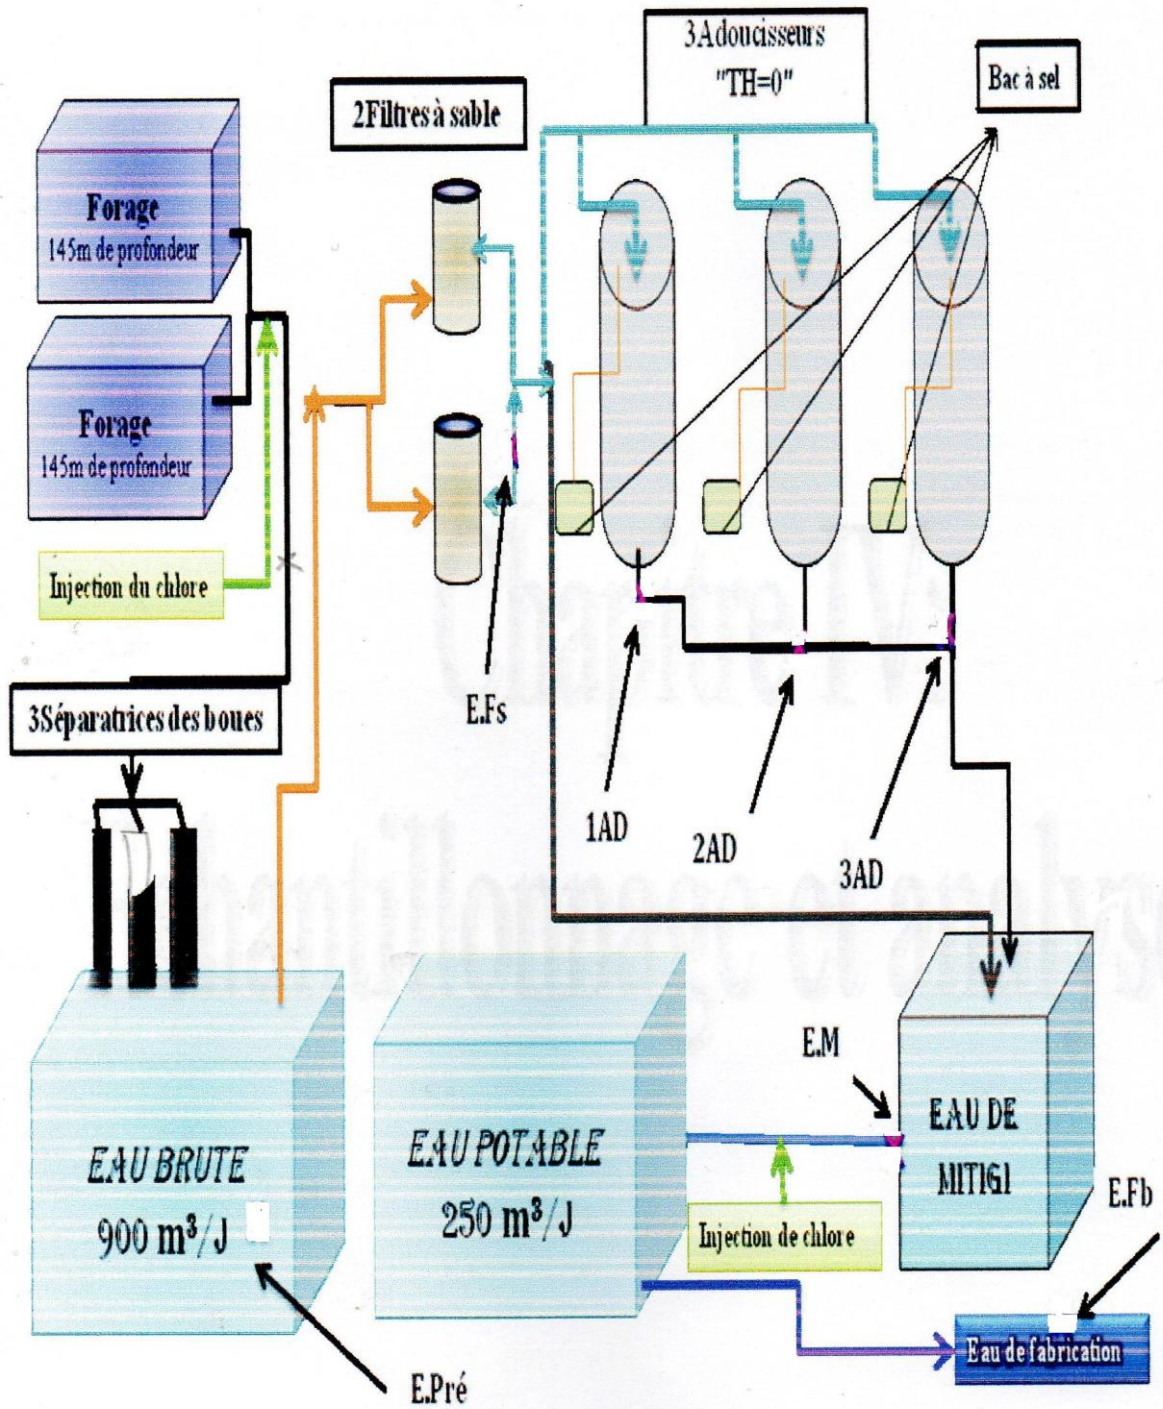 3Adoucisseurs
"TH=0"
Bac à sel
2Filtres à sable
Forage
145m de profondeur
Forage
145m de profondeur
Injection du chlore
3Séparatrices des boues
E.Fs
1AD
2AD
3AD
E.M
EAU BRUTE
900 m³/J
EAU POTABLE
250 m³/J
EAU DE
MITIGI
Injection de chlore
E.Fb
Eau de fabrication
E.Pré
Chapitre IV